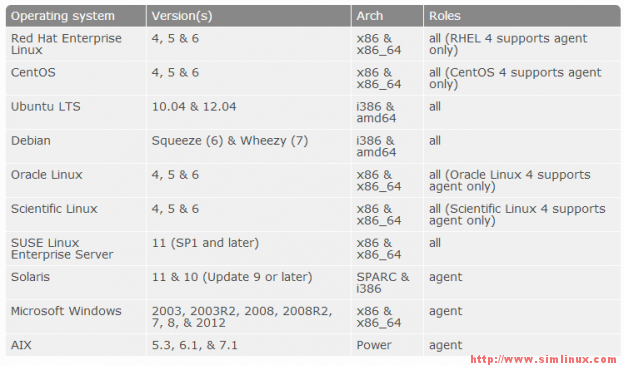 Operating system Version(s) Arch Roles
Red Hat Enterprise 4, 5 & 6 x86 & all (RHEL 4 supports agent
Linux x86_64 only)
CentOS 4, 5 & 6 x86 & all (CentOS 4 supports agent
x86_64 only)
Ubuntu LTS 10.04 & 12.04 i386 & all
amd64
Debian Squeeze (6) & Wheezy (7) i386 & all
amd64
Oracle Linux 4, 5 & 6 x86 & all (Oracle Linux 4 supports
x86_64 agent only)
Scientific Linux 4, 5 & 6 x86 & all (Scientific Linux 4 supports
x86_64 agent only)
SUSE Linux 11 (SP1 and later) x86 & all
Enterprise Server x86_64
Solaris 11 & 10 (Update 9 or later) SPARC & agent
i386
Microsoft Windows 2003, 2003R2, 2008, 2008R2, x86 & agent
7, 8, & 2012 x86_64
AIX 5.3, 6.1, & 7.1 Power agent
http://www.simlinux.com